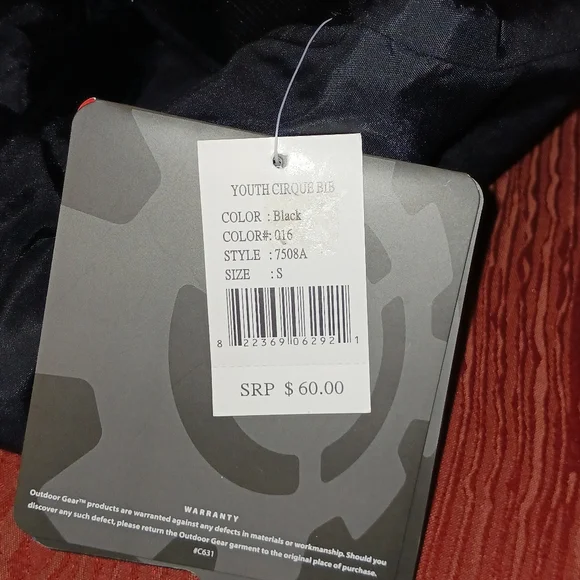 YOUTH CIRQUE BIB
COLOR : Black
COLOR#: 016
STYLE : 7508A
SIZE : S
8 22369 06292 1
SRP $ 60.00
WARRANTY
Outdoor Gear™ products are warranted against any defects in materials or workmanship. Should you
discover any such defect, please return the Outdoor Gear garment to the original place of purchase.
#C631